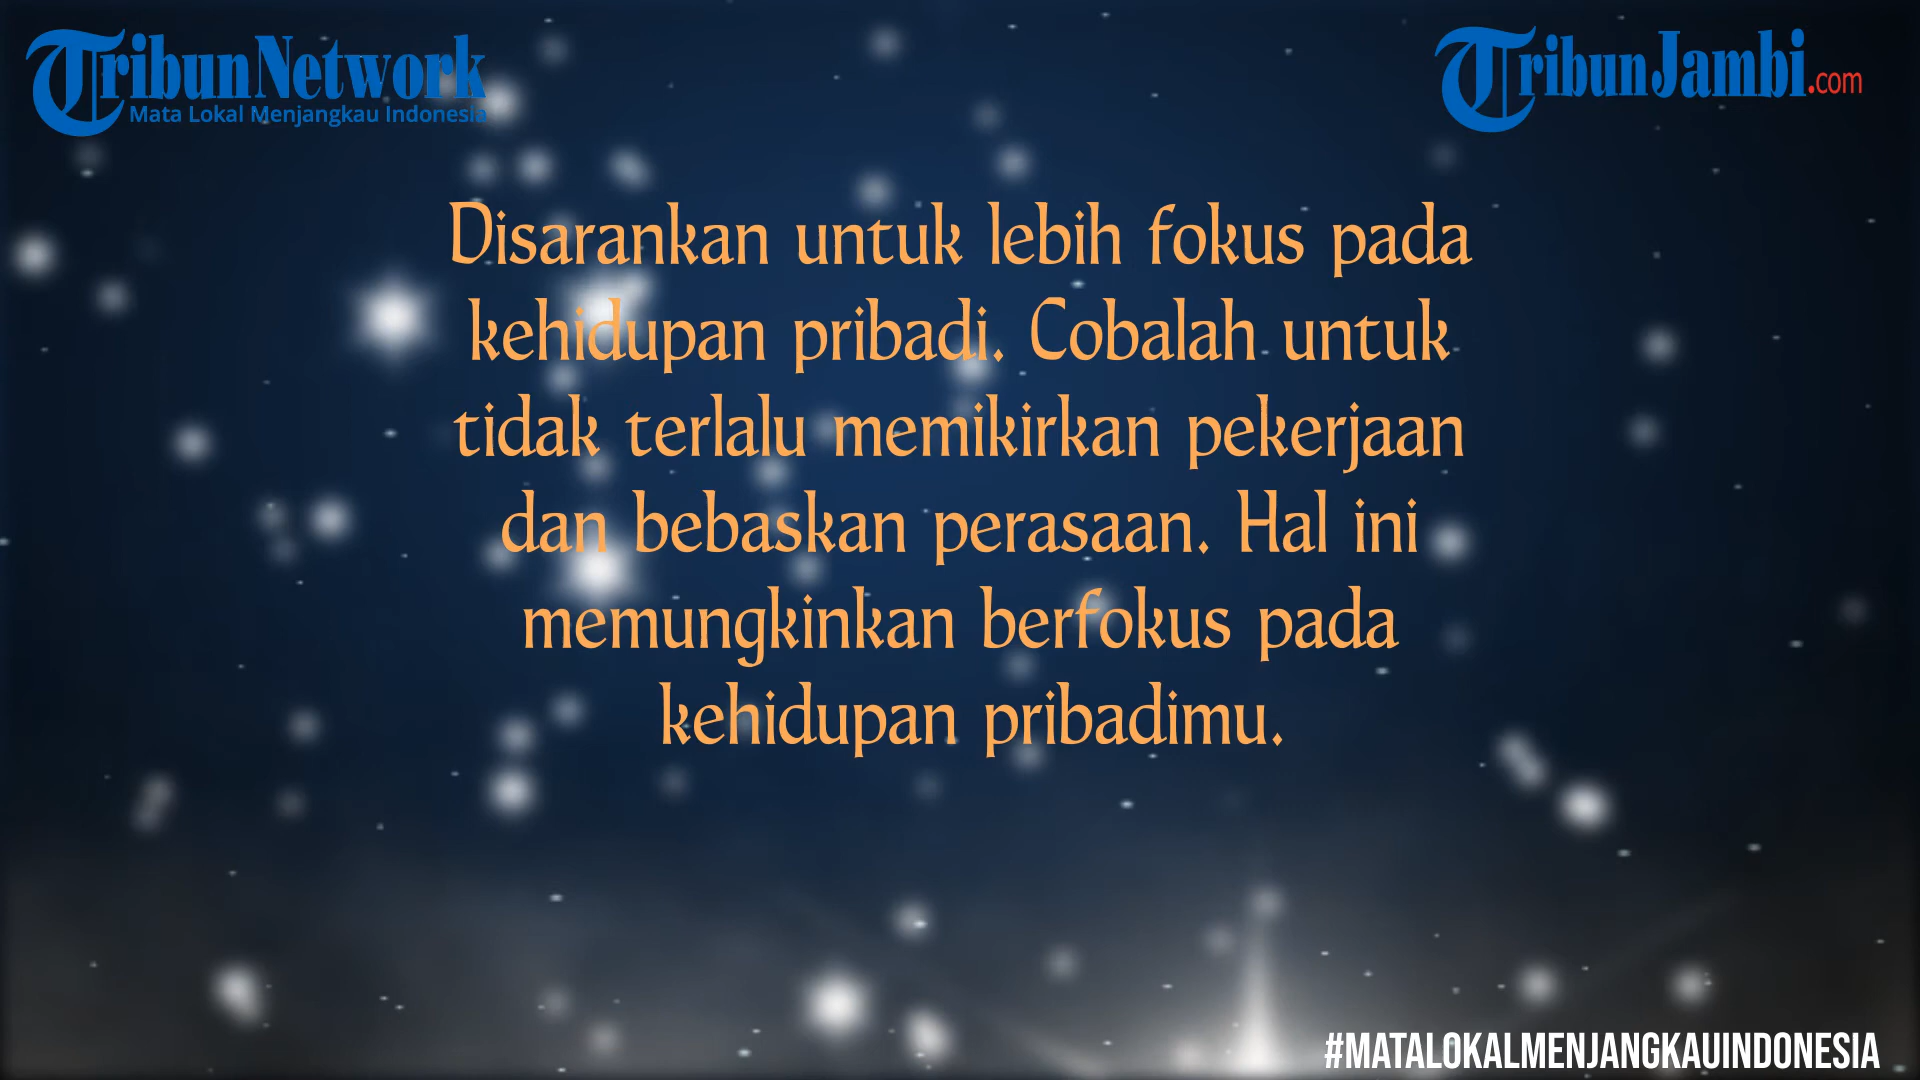 TribunNetwork
Mata Lokal Menjangkau Indonesia
TribunJambi.com
Disarankan untuk lebih fokus pada
kehidupan pribadi. Cobalah untuk
tidak terlalu memikirkan pekerjaan
dan bebaskan perasaan. Hal ini
memungkinkan berfokus pada
kehidupan pribadimu.
#MATALOKALMENJANGKAUINDONESIA